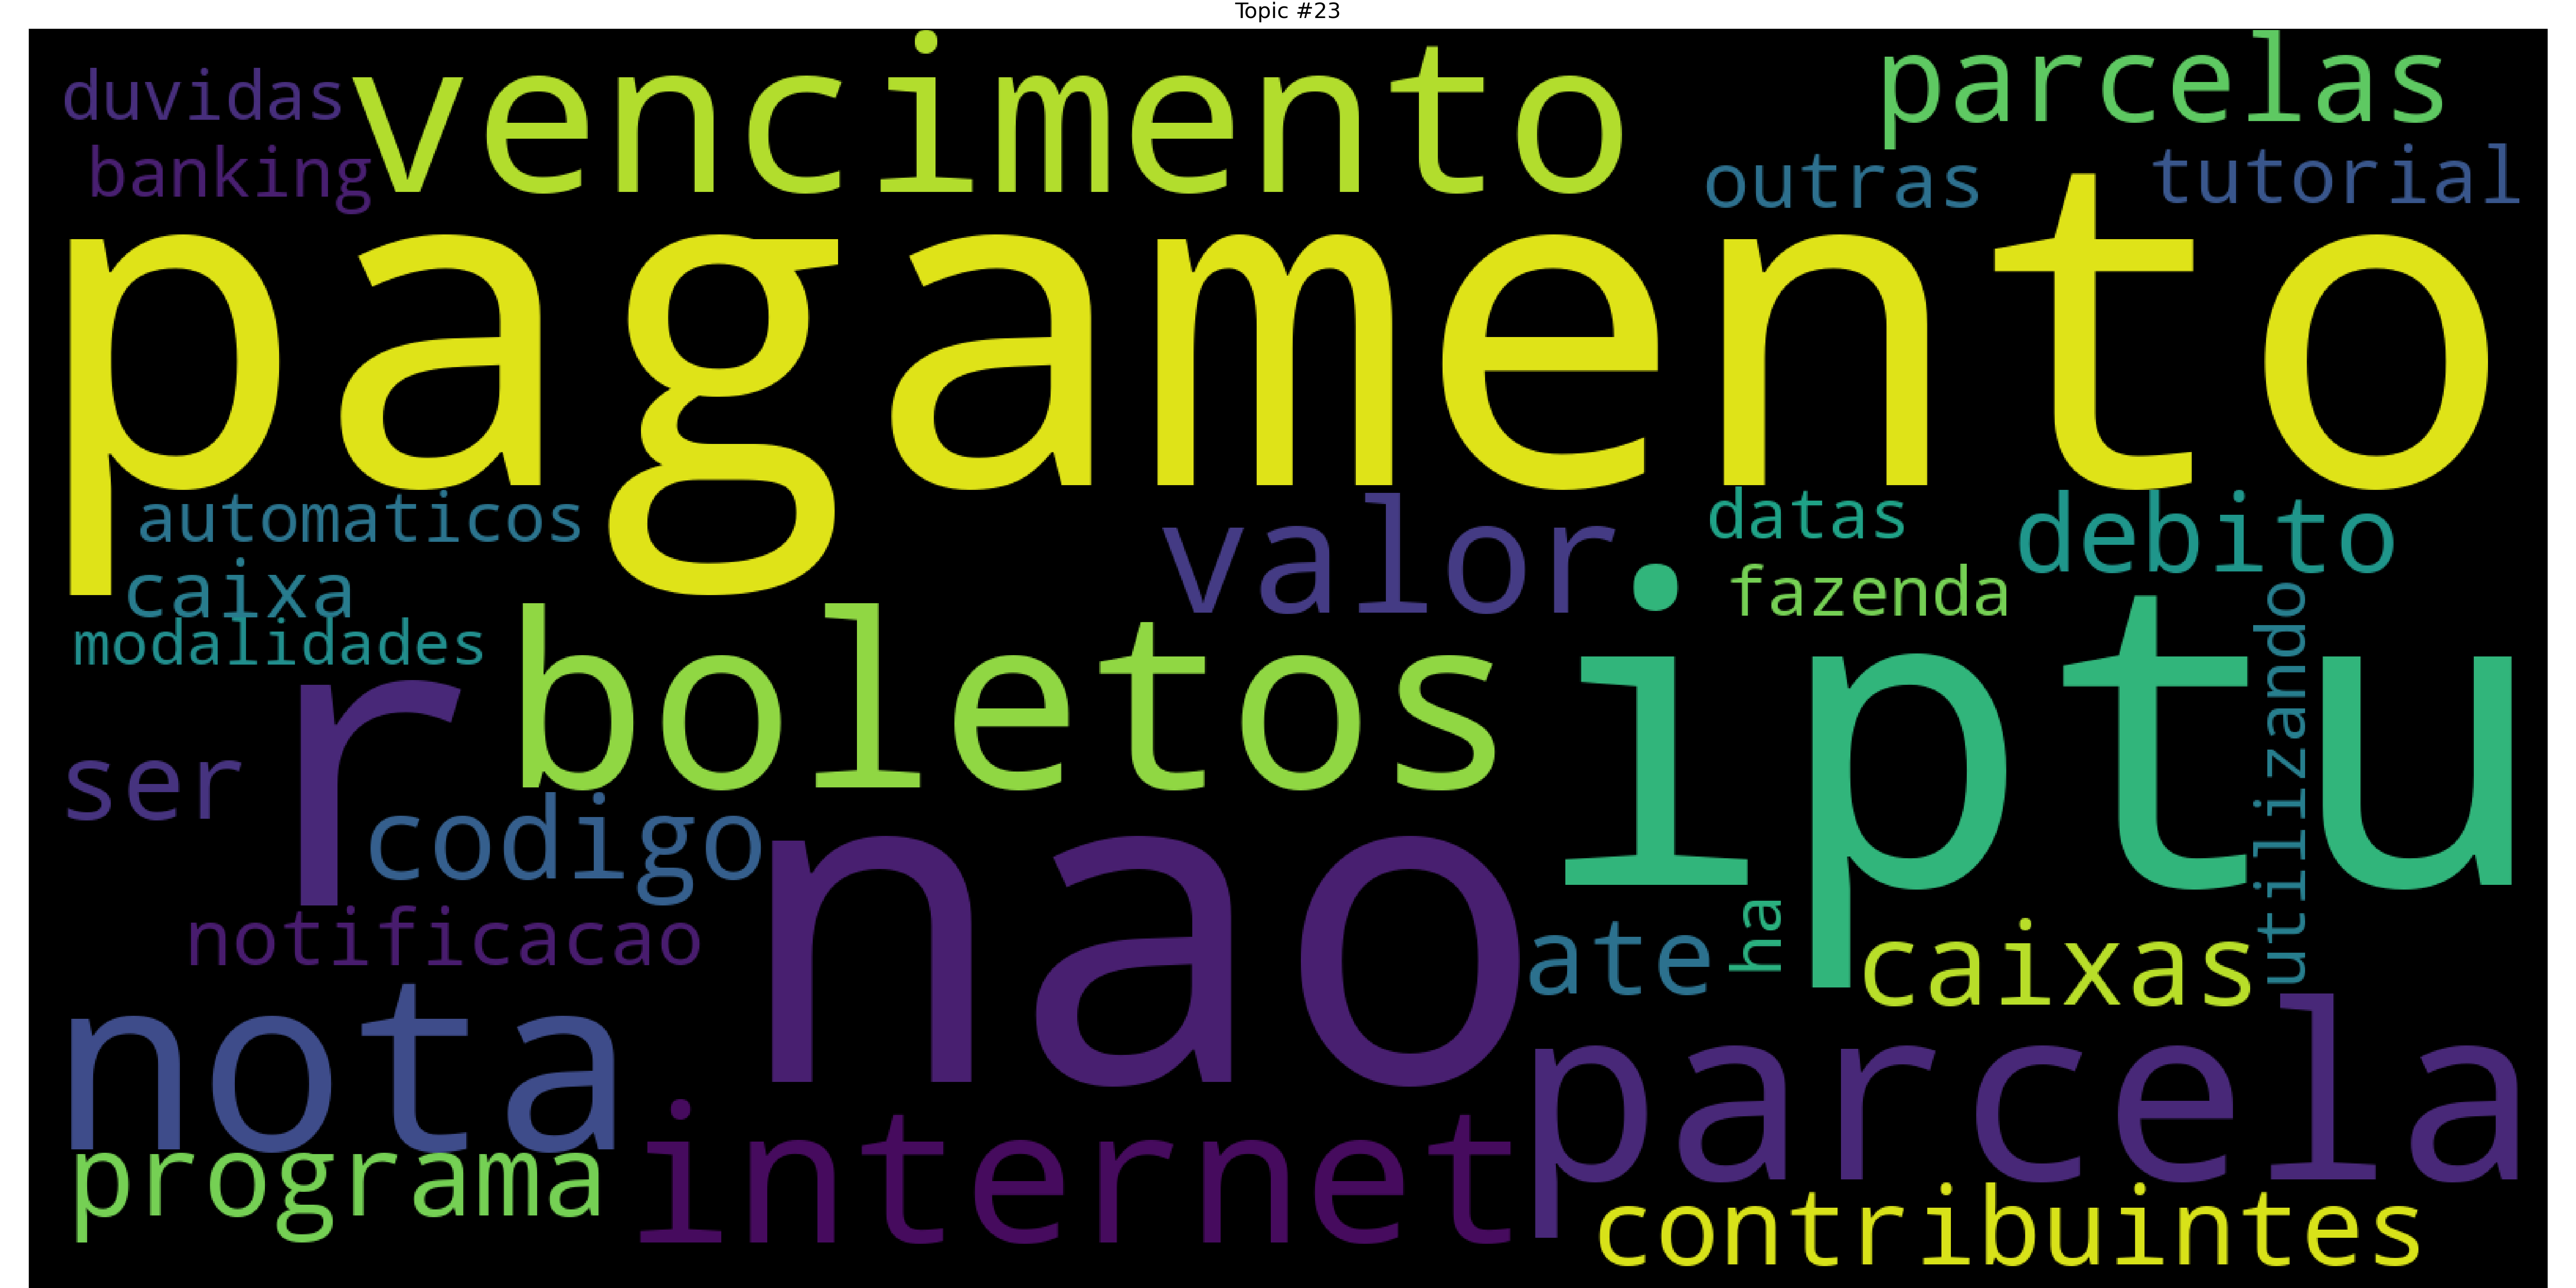 Topic #23
duvidas
vencimento
parcelas
banking
outras
tutorial
pagamento
automaticos
valor
datas
debito
caixa
fazenda
modalidades
boletos
iptu
utilizando
r
ser
codigo
nao
notificacao
ate
ha
caixas
nota
parcela
programa
internet
contribuintes